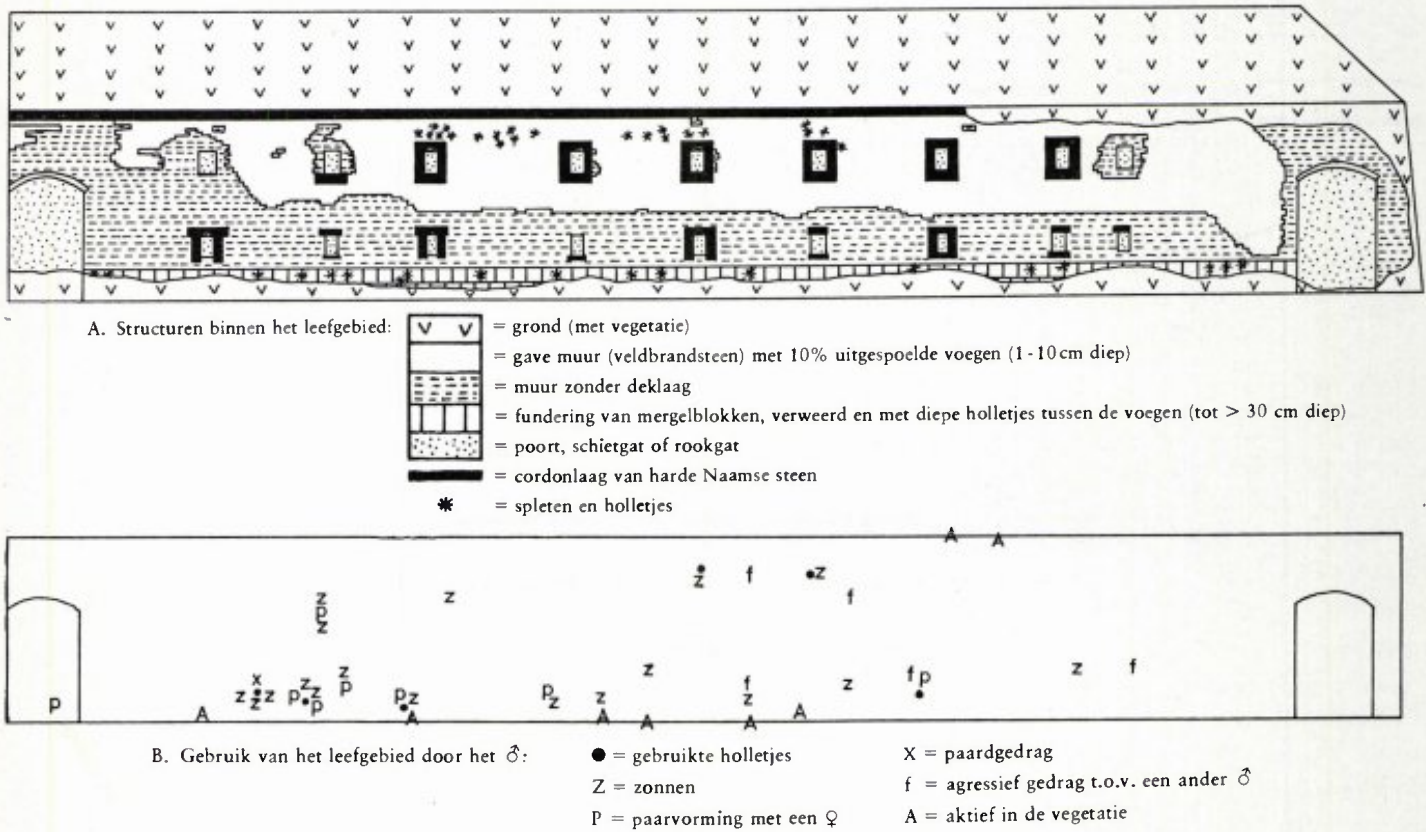 A. Structuren binnen het leefgebied:
V V = grond (met vegetatie)
= gave muur (veldbrandsteen) met 10% uitgespoelde voegen (1-10cm diep)
= muur zonder deklaag
= fundering van mergelblokken, verweerd en met diepe holletjes tussen de voegen (tot > 30 cm diep)
= poort, schietgat of rookgat
= cordonlaag van harde Naamse steen
* = spleten en holletjes
A A
z f z
z z f
p
z
z z f
x z z p f p z f
z z z p z p p z p z z f z z
p A A A A A A
B. Gebruik van het leefgebied door het ♂:
● = gebruikte holletjes
Z = zonnen
P = paarvorming met een ♀
X = paardgedrag
f = agressief gedrag t.o.v. een ander ♂
A = aktief in de vegetatie